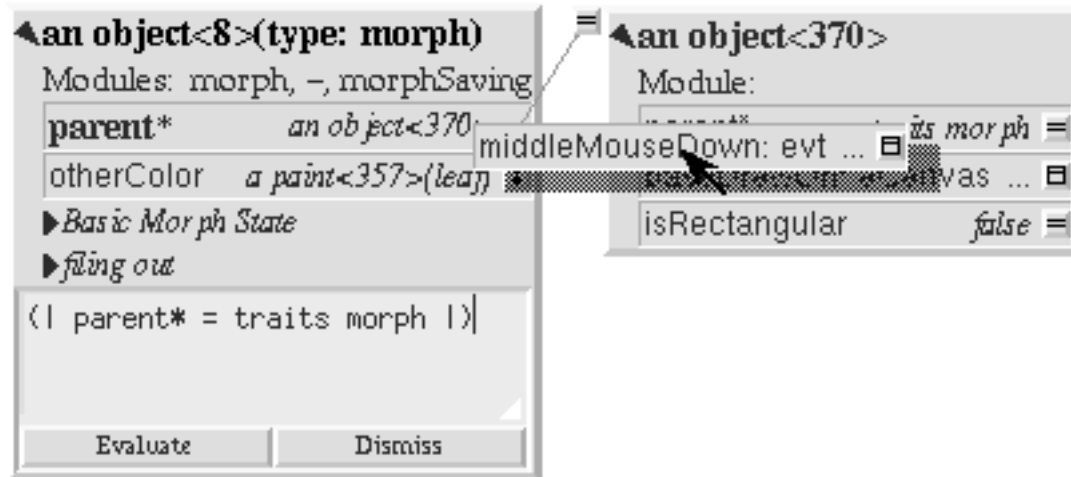 an object<8>(type: morph)
Modules: morph, –, morphSaving
parent* an object<370>
otherColor a paint<357>(leaf)
Basic Morph State
filing out
(| parent* = traits morph |)
Evaluate
Dismiss
an object<370>
Module:
parent* morph =
middleMouseDown: evt ...
...
isRectangular false =